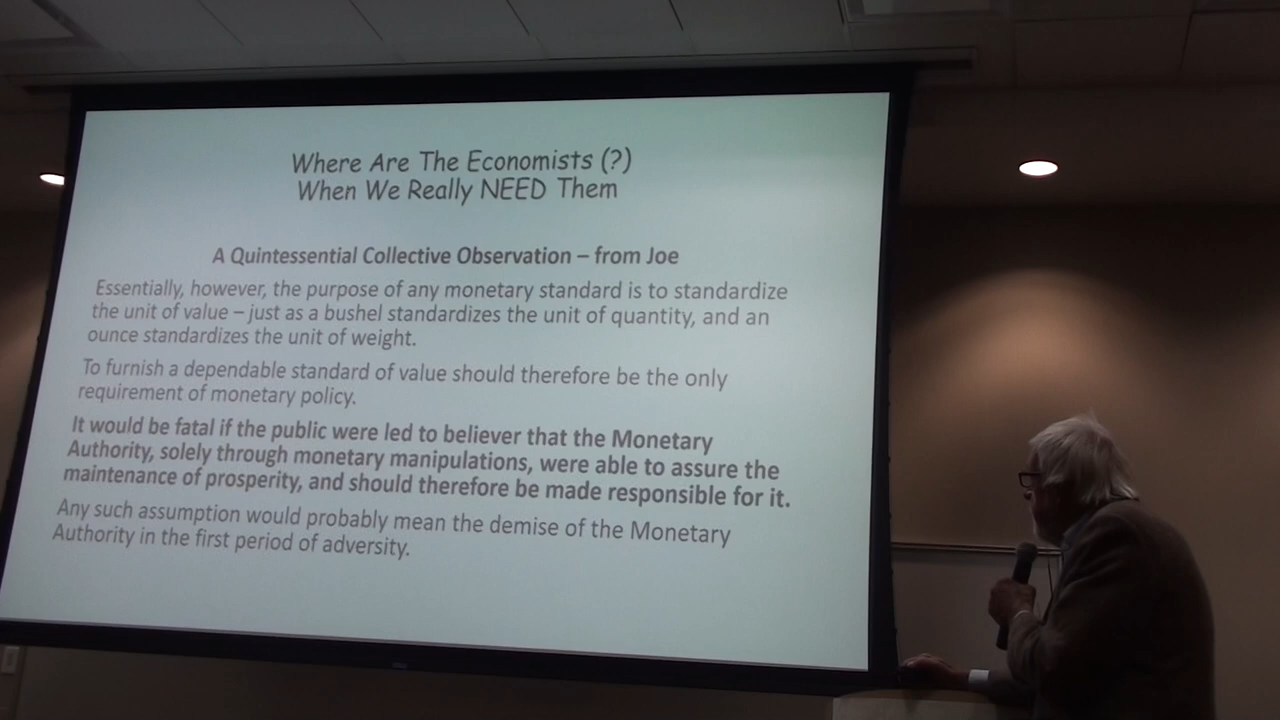 Where Are The Economists (?)
When We Really NEED Them
A Quintessential Collective Observation – from Joe
Essentially, however, the purpose of any monetary standard is to standardize
the unit of value – just as a bushel standardizes the unit of quantity, and an
ounce standardizes the unit of weight.
To furnish a dependable standard of value should therefore be the only
requirement of monetary policy.
It would be fatal if the public were led to believer that the Monetary
Authority, solely through monetary manipulations, were able to assure the
maintenance of prosperity, and should therefore be made responsible for it.
Any such assumption would probably mean the demise of the Monetary
Authority in the first period of adversity.